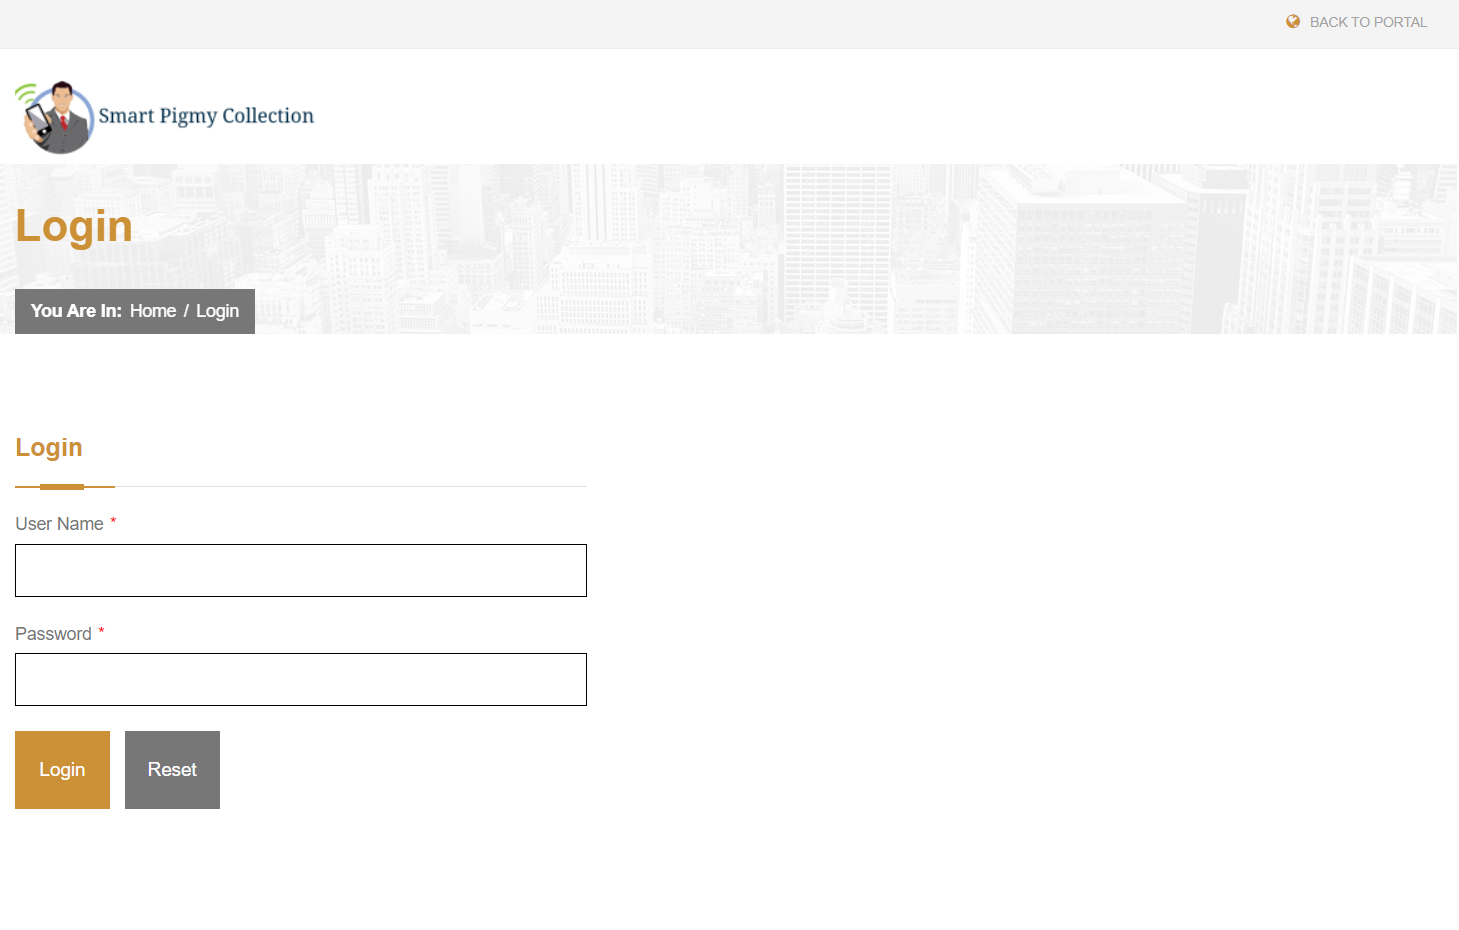 BACK TO PORTAL
Smart Pigmy Collection
Login
You Are In: Home / Login
Login
User Name *
Password *
Login Reset